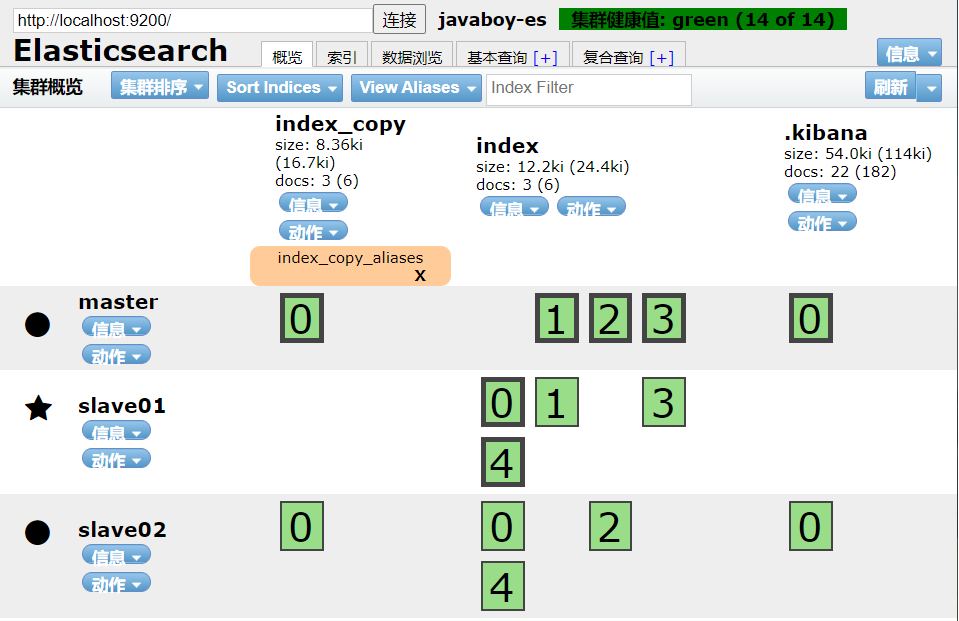 http://localhost:9200/ 连接 javaboy-es 集群健康值: green (14 of 14)
Elasticsearch 概览 索引 数据浏览 基本查询 [+] 复合查询 [+] 信息
集群概览 集群排序 Sort Indices View Aliases Index Filter 刷新
index_copy
size: 8.36ki
(16.7ki)
docs: 3 (6)
信息
动作
index_copy_aliases
X
index
size: 12.2ki (24.4ki)
docs: 3 (6)
信息 动作
.kibana
size: 54.0ki (114ki)
docs: 22 (182)
信息
动作
master
信息
动作
0 1 2 3 0
slave01
信息
动作
0 1 3
4
slave02
信息
动作
0 0 2 0
4